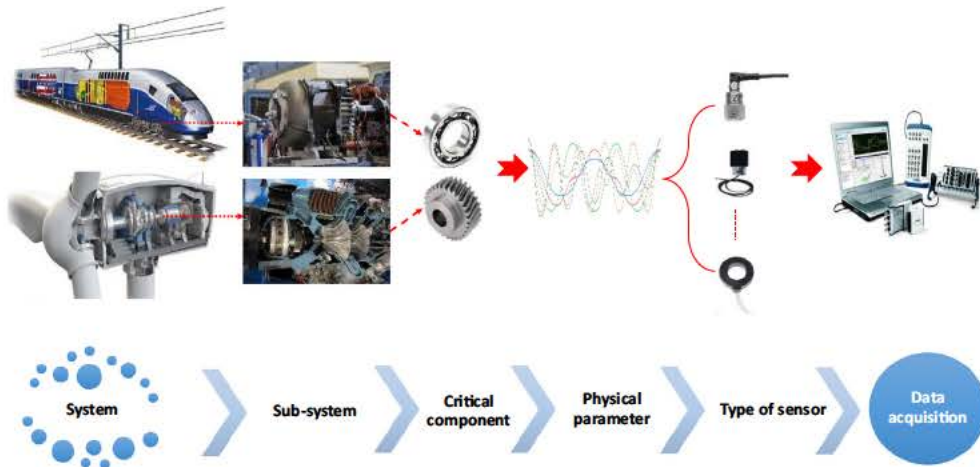 System
Sub-system
Critical
component
Physical
parameter
Type of sensor
Data
acquisition